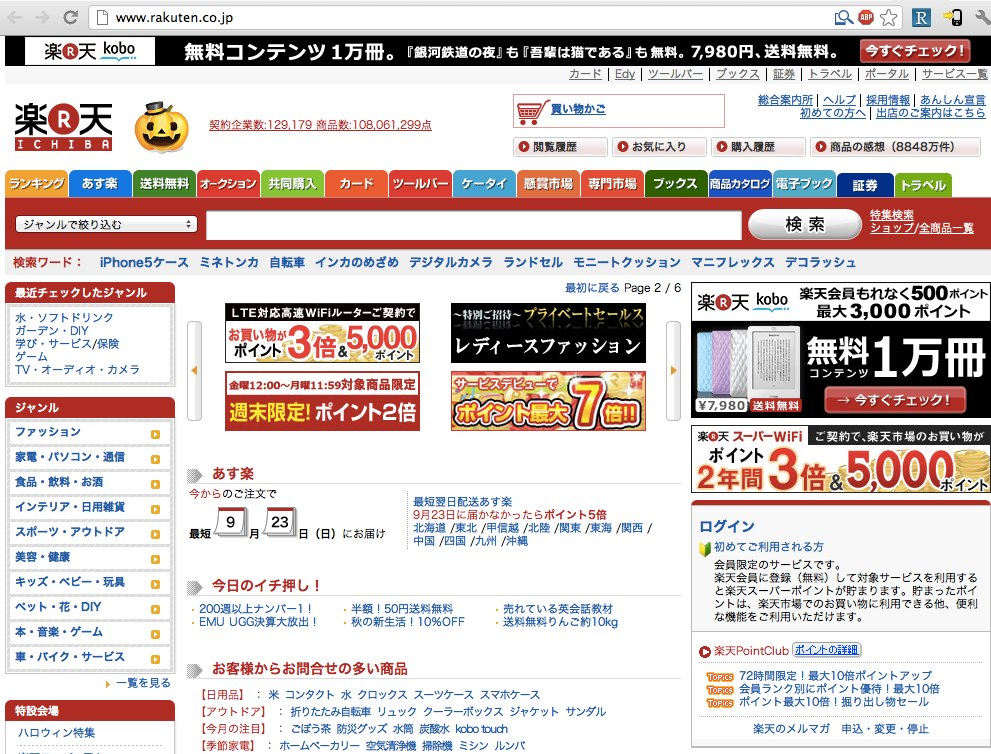 www.rakuten.co.jp
楽R天 kobo
無料コンテンツ1万冊。『銀河鉄道の夜』も『吾輩は猫である』も無料。7,980円、送料無料。
今すぐチェック!
カード | Edy | ツールバー | ブックス | 証券 | トラベル | ポータル | サービス一覧
楽R天
ICHIBA
契約企業数:129,179 商品数:108,061,299点
買い物かご
総合案内所 | ヘルプ | 採用情報 | あんしん宣言
初めての方へ | 出店のご案内はこちら
閲覧履歴
お気に入り
購入履歴
商品の感想（8848万件）
ランキング
あす楽
送料無料
オークション
共同購入
カード
ツールバー
ケータイ
懸賞市場
専門市場
ブックス
商品カタログ
電子ブック
証券
トラベル
ジャンルで絞り込む
検索
特集検索
ショップ/全商品一覧
検索ワード： iPhone5ケース ミネトンカ 自転車 インカのめざめ デジタルカメラ ランドセル モニートクッション マニフレックス デコラッシュ
最近チェックしたジャンル
水・ソフトドリンク
ガーデン・DIY
学び・サービス/保険
ゲーム
TV・オーディオ・カメラ
ジャンル
ファッション
家電・パソコン・通信
食品・飲料・お酒
インテリア・日用雑貨
スポーツ・アウトドア
美容・健康
キッズ・ベビー・玩具
ペット・花・DIY
本・音楽・ゲーム
車・バイク・サービス
一覧を見る
特設会場
ハロウィン特集
最初に戻る Page 2 / 6
LTE対応高速WiFiルーターご契約で
お買い物が
ポイント3倍&5,000ポイント
～特別ご招待～プライベートセールス
レディースファッション
金曜12:00～月曜11:59対象商品限定
週末限定!ポイント2倍
サービスデビューで
ポイント最大7倍!!
あす楽
今からのご注文で
最短 9 月 23 日（日）にお届け
最短翌日配送あす楽
9月23日に届かなかったらポイント5倍
北海道 /東北 /甲信越 /北陸 /関東 /東海 /関西 /
中国 /四国 /九州 /沖縄
今日のイチ押し！
200週以上ナンバー1！
半額！50円送料無料
売れている英会話教材
EMU UGG決算大放出！
秋の新生活！10%OFF
送料無料りんご約10kg
お客様からお問合せの多い商品
【日用品】 ： 米 コンタクト 水 クロックス スーツケース スマホケース
【アウトドア】 ： 折りたたみ自転車 リュック クーラーボックス ジャケット サンダル
【今月の注目】 ： ごぼう茶 防災グッズ 水筒 炭酸水 kobo touch
【季節家電】 ： ホームベーカリー 空気清浄機 掃除機 ミシン ルンバ
楽R天 kobo
楽天会員もれなく500ポイント
最大3,000ポイント
無料1万冊
コンテンツ
¥7,980 送料無料
→今すぐチェック!
楽R天 スーパーWiFi ご契約で、楽天市場のお買い物が
ポイント
2年間3倍&5,000ポイント
ログイン
初めてご利用される方
会員限定のサービスです。
楽天会員に登録（無料）して対象サービスを利用すると楽天スーパーポイントが貯まります。貯まったポイントは、楽天市場でのお買い物に利用できる他、便利な機能をご利用いただけます。
楽天PointClub ポイントの詳細
TOPICS 72時間限定！最大10倍ポイントアップ
TOPICS 会員ランク別にポイント優待！最大10倍
TOPICS ポイント最大10倍！掘り出し物セール
楽天のメルマガ 申込・変更・停止